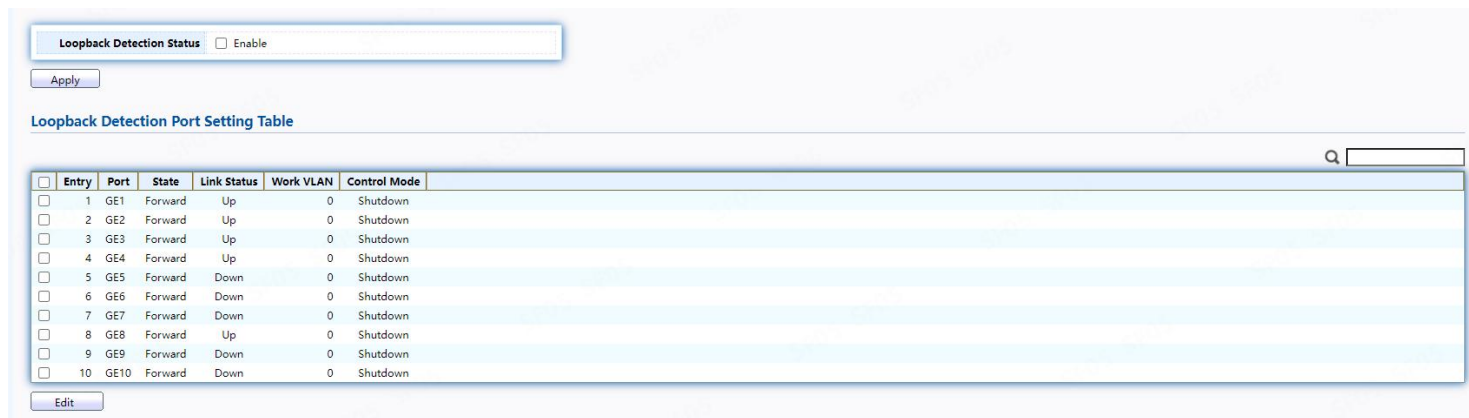 Loopback Detection Status Enable
Apply
Loopback Detection Port Setting Table
Entry Port State Link Status Work VLAN Control Mode
1 GE1 Forward Up 0 Shutdown
2 GE2 Forward Up 0 Shutdown
3 GE3 Forward Up 0 Shutdown
4 GE4 Forward Up 0 Shutdown
5 GE5 Forward Down 0 Shutdown
6 GE6 Forward Down 0 Shutdown
7 GE7 Forward Down 0 Shutdown
8 GE8 Forward Up 0 Shutdown
9 GE9 Forward Down 0 Shutdown
10 GE10 Forward Down 0 Shutdown
Edit